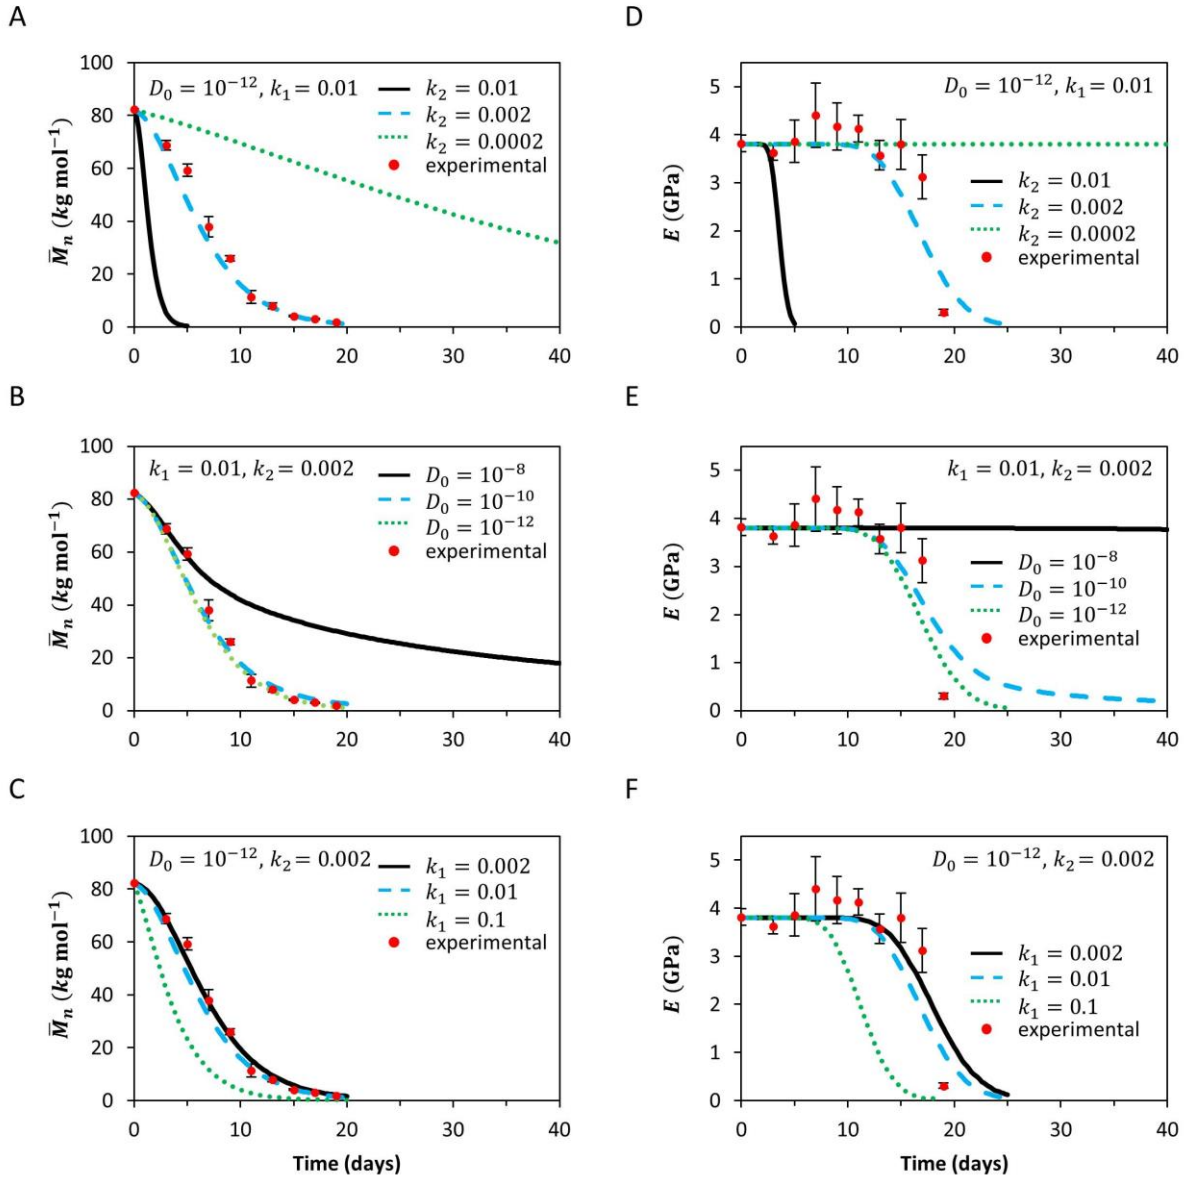 A
100
80
60
40
20
0
M̄ₙ (kg mol⁻¹)
D₀ = 10⁻¹², k₁ = 0.01
k₂ = 0.01
k₂ = 0.002
k₂ = 0.0002
experimental
0 10 20 30 40
D
5
4
3
2
1
0
E (GPa)
D₀ = 10⁻¹², k₁ = 0.01
k₂ = 0.01
k₂ = 0.002
k₂ = 0.0002
experimental
0 10 20 30 40
B
100
80
60
40
20
0
M̄ₙ (kg mol⁻¹)
k₁ = 0.01, k₂ = 0.002
D₀ = 10⁻⁸
D₀ = 10⁻¹⁰
D₀ = 10⁻¹²
experimental
0 10 20 30 40
E
5
4
3
2
1
0
E (GPa)
k₁ = 0.01, k₂ = 0.002
D₀ = 10⁻⁸
D₀ = 10⁻¹⁰
D₀ = 10⁻¹²
experimental
0 10 20 30 40
C
100
80
60
40
20
0
M̄ₙ (kg mol⁻¹)
D₀ = 10⁻¹², k₂ = 0.002
k₁ = 0.002
k₁ = 0.01
k₁ = 0.1
experimental
0 10 20 30 40
Time (days)
F
5
4
3
2
1
0
E (GPa)
D₀ = 10⁻¹², k₂ = 0.002
k₁ = 0.002
k₁ = 0.01
k₁ = 0.1
experimental
0 10 20 30 40
Time (days)